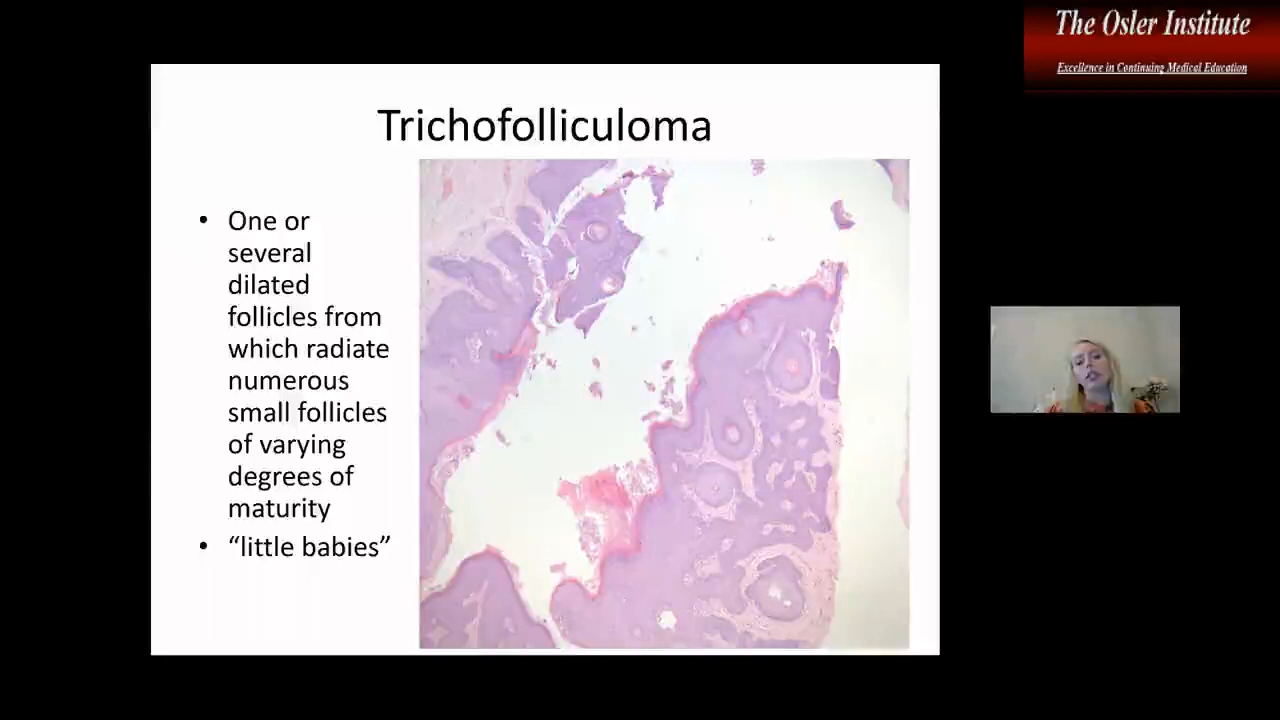 The Osler Institute
Excellence in Continuing Medical Education
Trichofolliculoma
• One or
several
dilated
follicles from
which radiate
numerous
small follicles
of varying
degrees of
maturity
• “little babies”